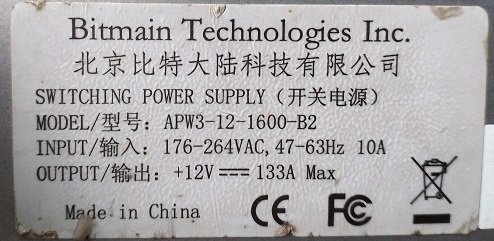 Bitmain Technologies Inc.
北京比特大陆科技有限公司
SWITCHING POWER SUPPLY（开关电源）
MODEL/型号: APW3-12-1600-B2
INPUT/输入: 176-264VAC, 47-63Hz 10A
OUTPUT/输出: +12V⎓133A Max
Made in China CE FC